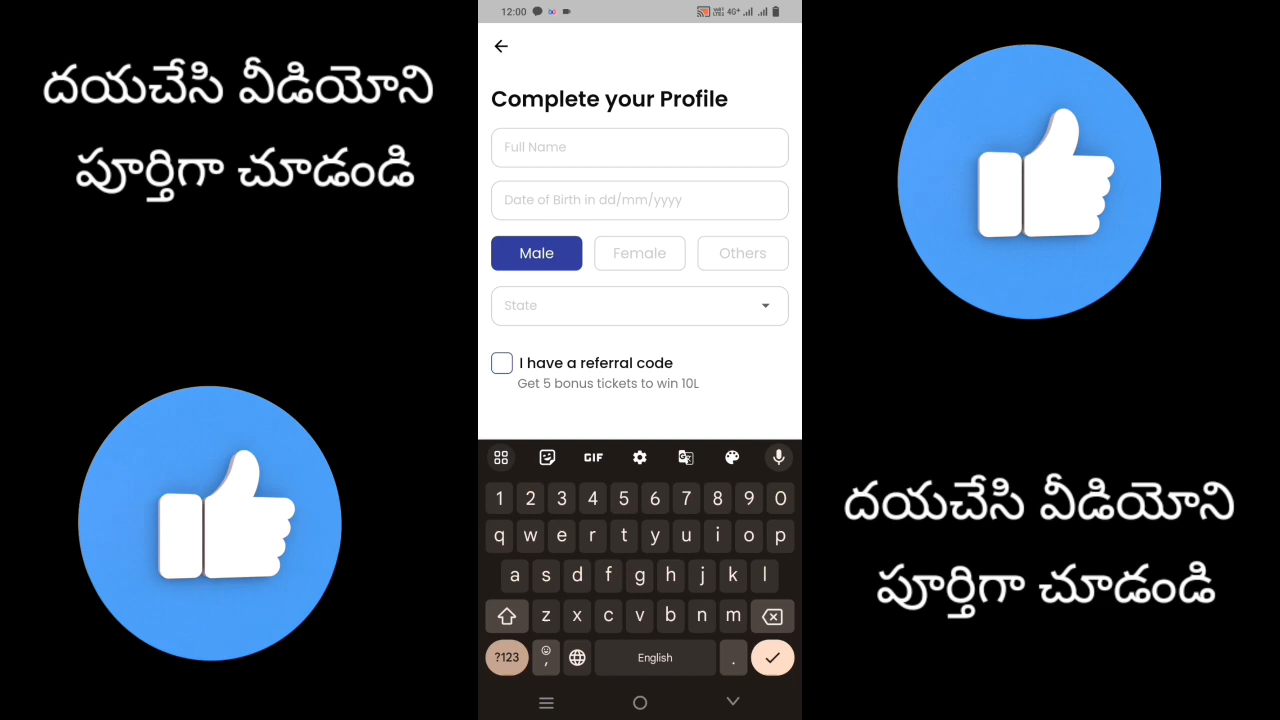 దయచేసి వీడియోని
పూర్తిగా చూడండి
12:00
4G+
Complete your Profile
Full Name
Date of Birth in dd/mm/yyyy
Male Female Others
State
I have a referral code
Get 5 bonus tickets to win 10L
GIF
1 2 3 4 5 6 7 8 9 0
q w e r t y u i o p
a s d f g h j k l
z x c v b n m
?123 , English .
దయచేసి వీడియోని
పూర్తిగా చూడండి